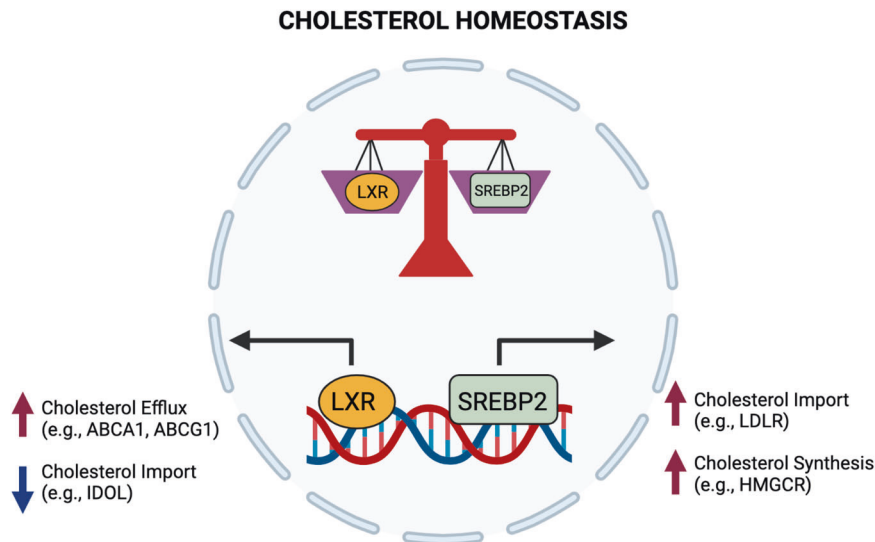 CHOLESTEROL HOMEOSTASIS
LXR
SREBP2
LXR
SREBP2
Cholesterol Efflux
(e.g., ABCA1, ABCG1)
Cholesterol Import
(e.g., IDOL)
Cholesterol Import
(e.g., LDLR)
Cholesterol Synthesis
(e.g., HMGCR)